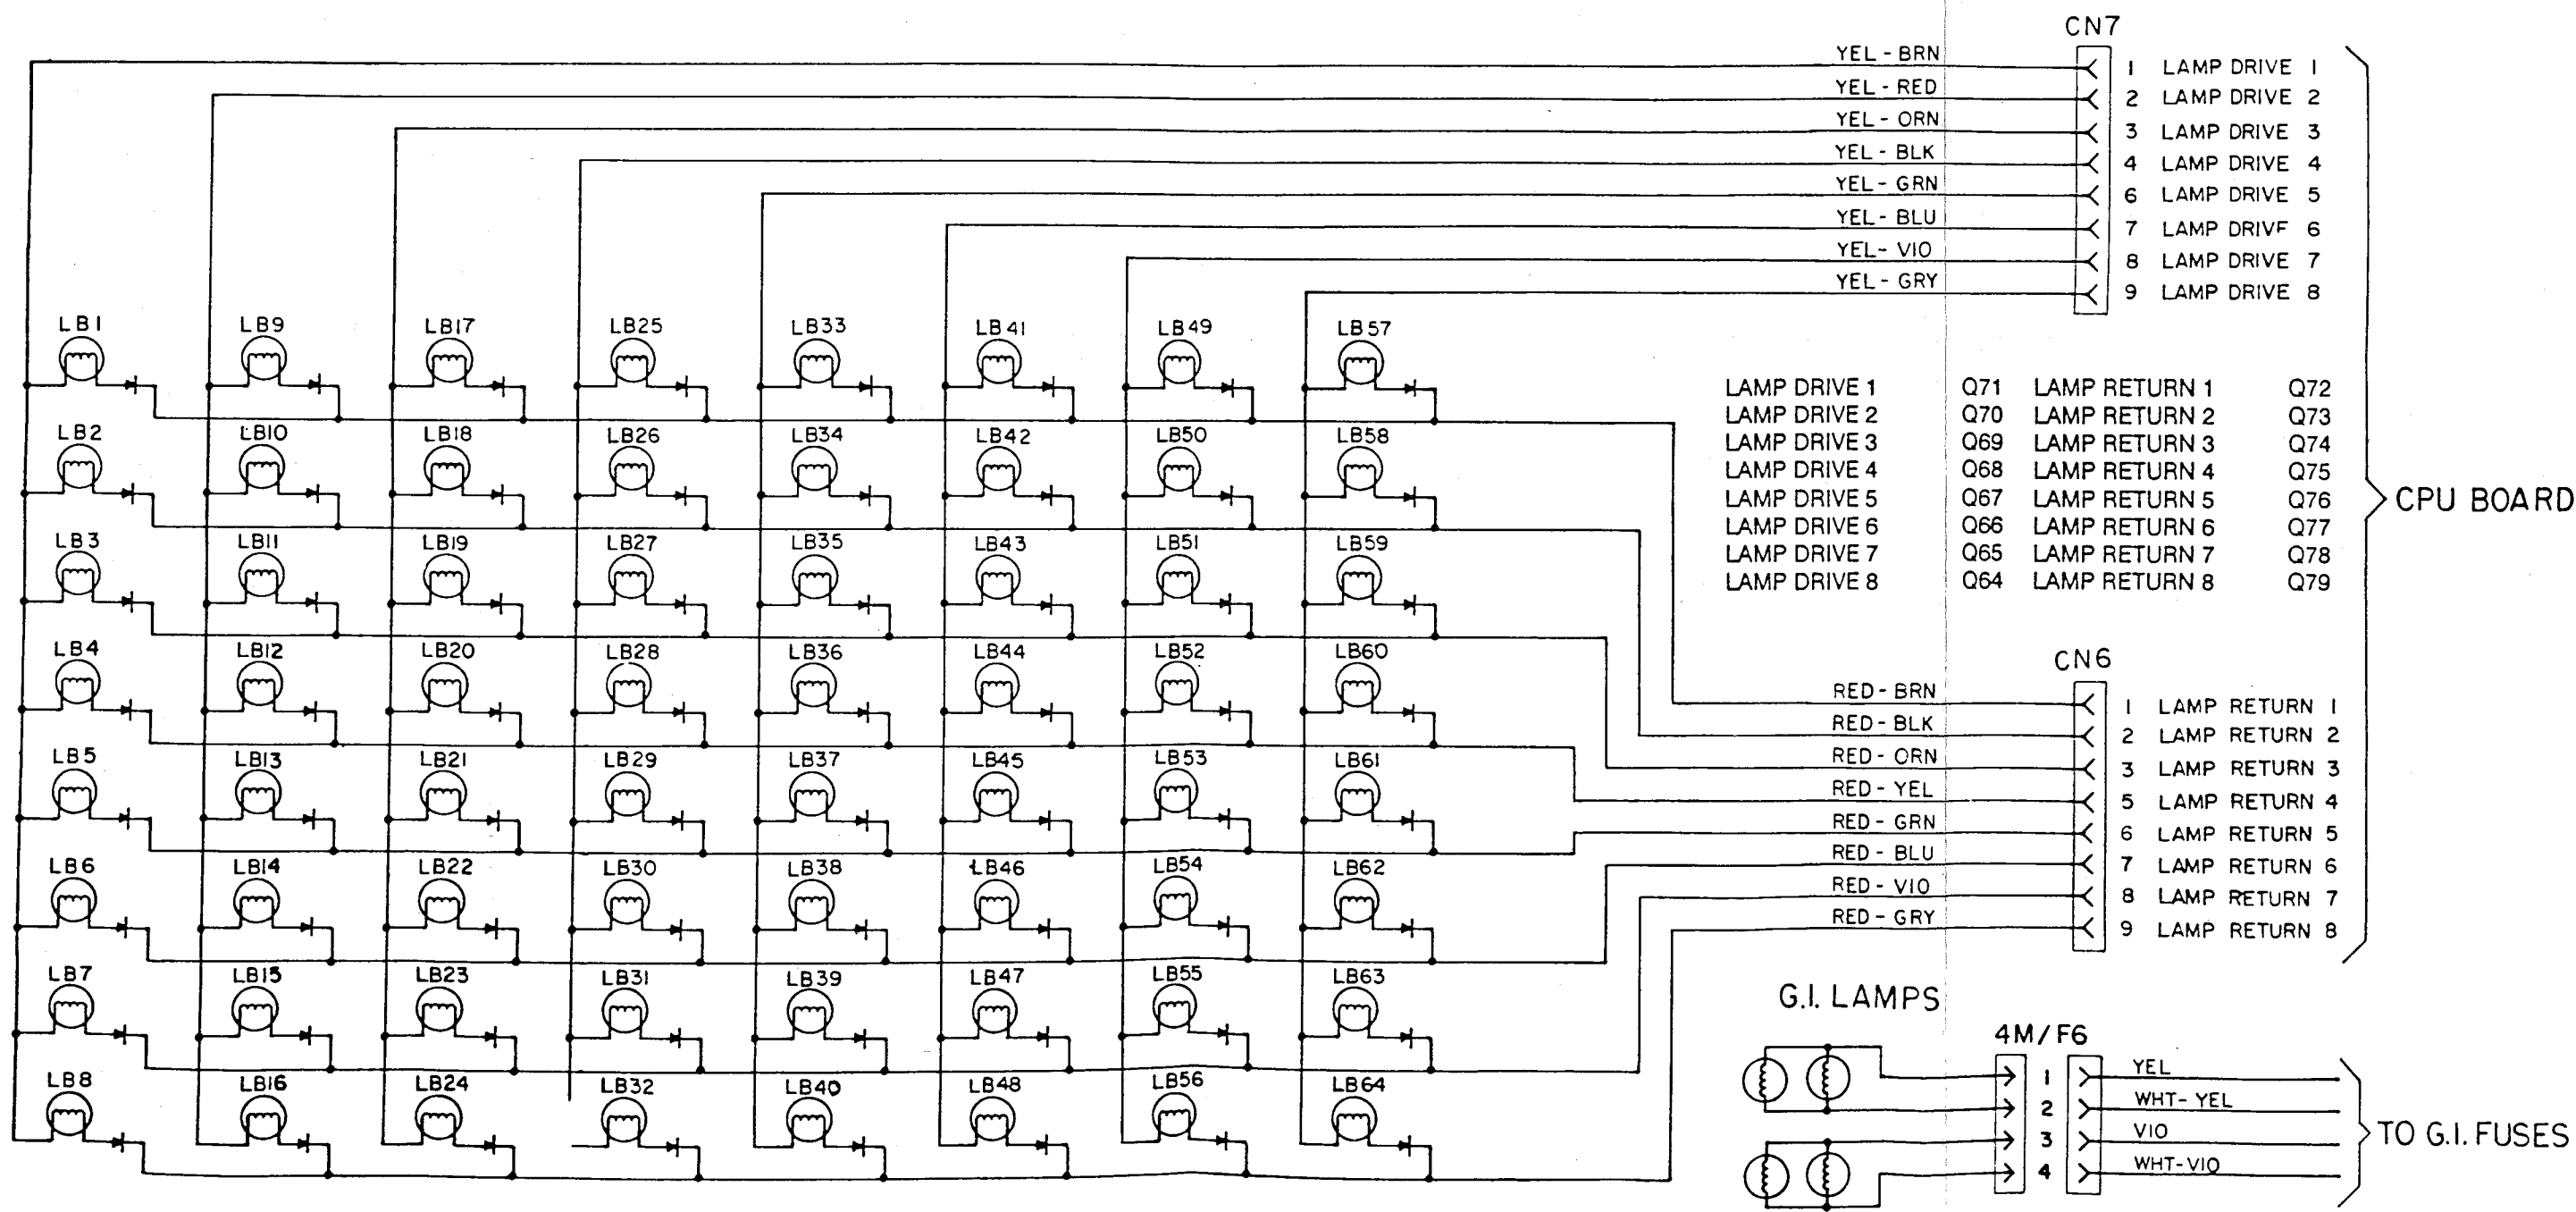 CN7
YEL-BRN 1 LAMP DRIVE 1
YEL-RED 2 LAMP DRIVE 2
YEL-ORN 3 LAMP DRIVE 3
YEL-BLK 4 LAMP DRIVE 4
YEL-GRN 6 LAMP DRIVE 5
YEL-BLU 7 LAMP DRIVF 6
YEL-VIO 8 LAMP DRIVE 7
YEL-GRY 9 LAMP DRIVE 8
LB1 LB9 LB17 LB25 LB33 LB41 LB49 LB57
LB2 LB10 LB18 LB26 LB34 LB42 LB50 LB58
LB3 LB11 LB19 LB27 LB35 LB43 LB51 LB59
LB4 LB12 LB20 LB28 LB36 LB44 LB52 LB60
LB5 LB13 LB21 LB29 LB37 LB45 LB53 LB61
LB6 LB14 LB22 LB30 LB38 LB46 LB54 LB62
LB7 LB15 LB23 LB31 LB39 LB47 LB55 LB63
LB8 LB16 LB24 LB32 LB40 LB48 LB56 LB64
LAMP DRIVE 1 Q71 LAMP RETURN 1 Q72
LAMP DRIVE 2 Q70 LAMP RETURN 2 Q73
LAMP DRIVE 3 Q69 LAMP RETURN 3 Q74
LAMP DRIVE 4 Q68 LAMP RETURN 4 Q75
LAMP DRIVE 5 Q67 LAMP RETURN 5 Q76
LAMP DRIVE 6 Q66 LAMP RETURN 6 Q77
LAMP DRIVE 7 Q65 LAMP RETURN 7 Q78
LAMP DRIVE 8 Q64 LAMP RETURN 8 Q79
CPU BOARD
CN6
RED-BRN 1 LAMP RETURN 1
RED-BLK 2 LAMP RETURN 2
RED-ORN 3 LAMP RETURN 3
RED-YEL 5 LAMP RETURN 4
RED-GRN 6 LAMP RETURN 5
RED-BLU 7 LAMP RETURN 6
RED-VIO 8 LAMP RETURN 7
RED-GRY 9 LAMP RETURN 8
G.I. LAMPS
4M/F6
1 YEL
2 WHT-YEL
3 VIO
4 WHT-VIO
TO G.I. FUSES